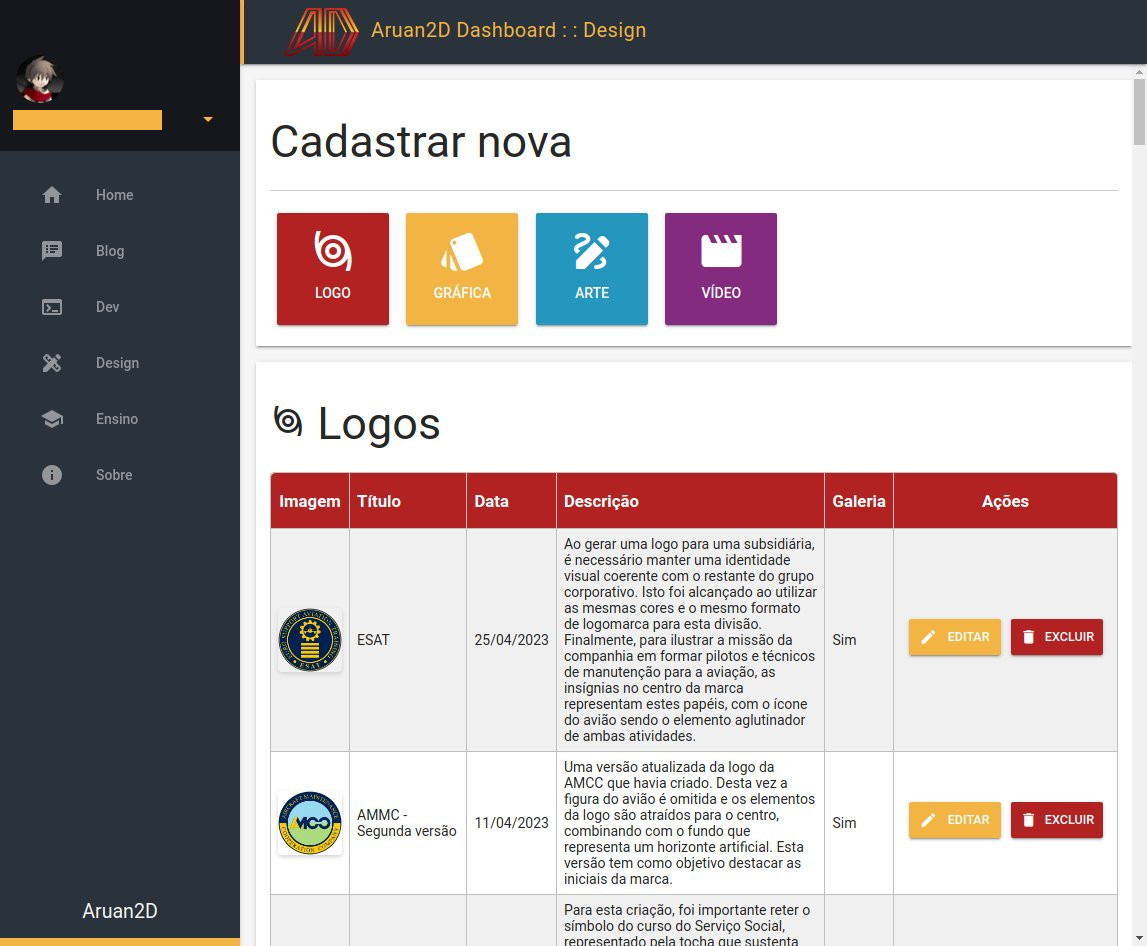 Aruan2D Dashboard : : Design
Home
Blog
Dev
Design
Ensino
Sobre
Aruan2D
Cadastrar nova
LOGO
GRÁFICA
ARTE
VÍDEO
Logos
Imagem Título Data Descrição Galeria Ações
ESAT
25/04/2023
Ao gerar uma logo para uma subsidiária,
é necessário manter uma identidade
visual coerente com o restante do grupo
corporativo. Isto foi alcançado ao utilizar
as mesmas cores e o mesmo formato
de logomarca para esta divisão.
Finalmente, para ilustrar a missão da
companhia em formar pilotos e técnicos
de manutenção para a aviação, as
insígnias no centro da marca
representam estes papéis, com o ícone
do avião sendo o elemento aglutinador
de ambas atividades.
Sim
EDITAR
EXCLUIR
AMMC -
Segunda versão
11/04/2023
Uma versão atualizada da logo da
AMCC que havia criado. Desta vez a
figura do avião é omitida e os elementos
da logo são atraídos para o centro,
combinando com o fundo que
representa um horizonte artificial. Esta
versão tem como objetivo destacar as
iniciais da marca.
Sim
EDITAR
EXCLUIR
Para esta criação, foi importante reter o
símbolo do curso do Serviço Social,
representado pela tocha que sustenta